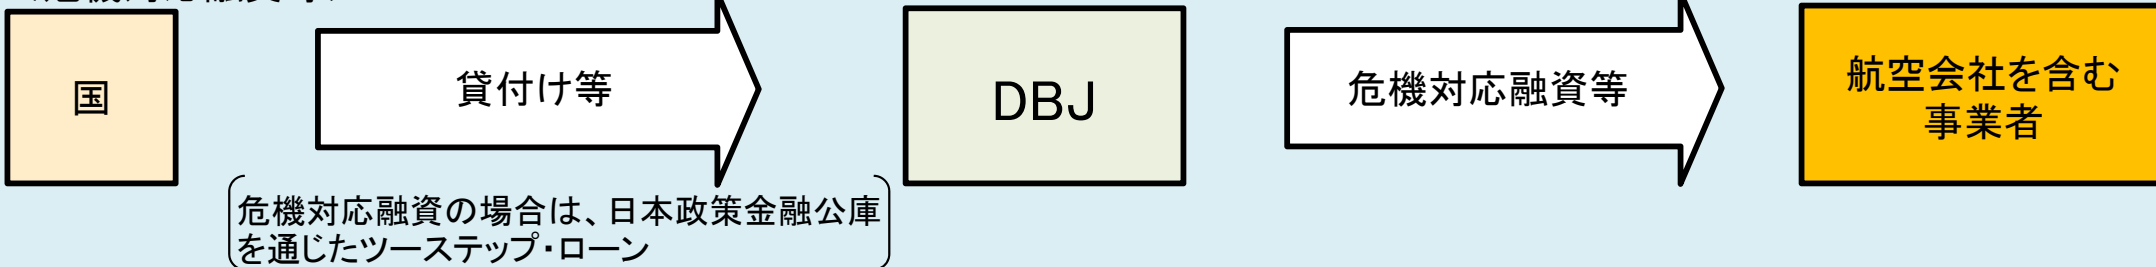 国
貸付け等
DBJ
危機対応融資等
航空会社を含む
事業者
危機対応融資の場合は、日本政策金融公庫
を通じたツーステップ・ローン